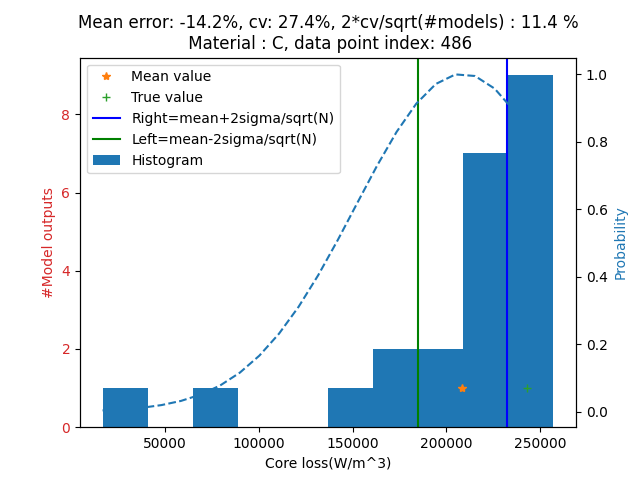 Mean error: -14.2%, cv: 27.4%, 2*cv/sqrt(#models) : 11.4 %
Material : C, data point index: 486
Mean value
True value
Right=mean+2sigma/sqrt(N)
Left=mean-2sigma/sqrt(N)
Histogram
#Model outputs
8
6
4
2
0
1.0
0.8
0.6
0.4
0.2
0.0
Probability
50000 100000 150000 200000 250000
Core loss(W/m^3)